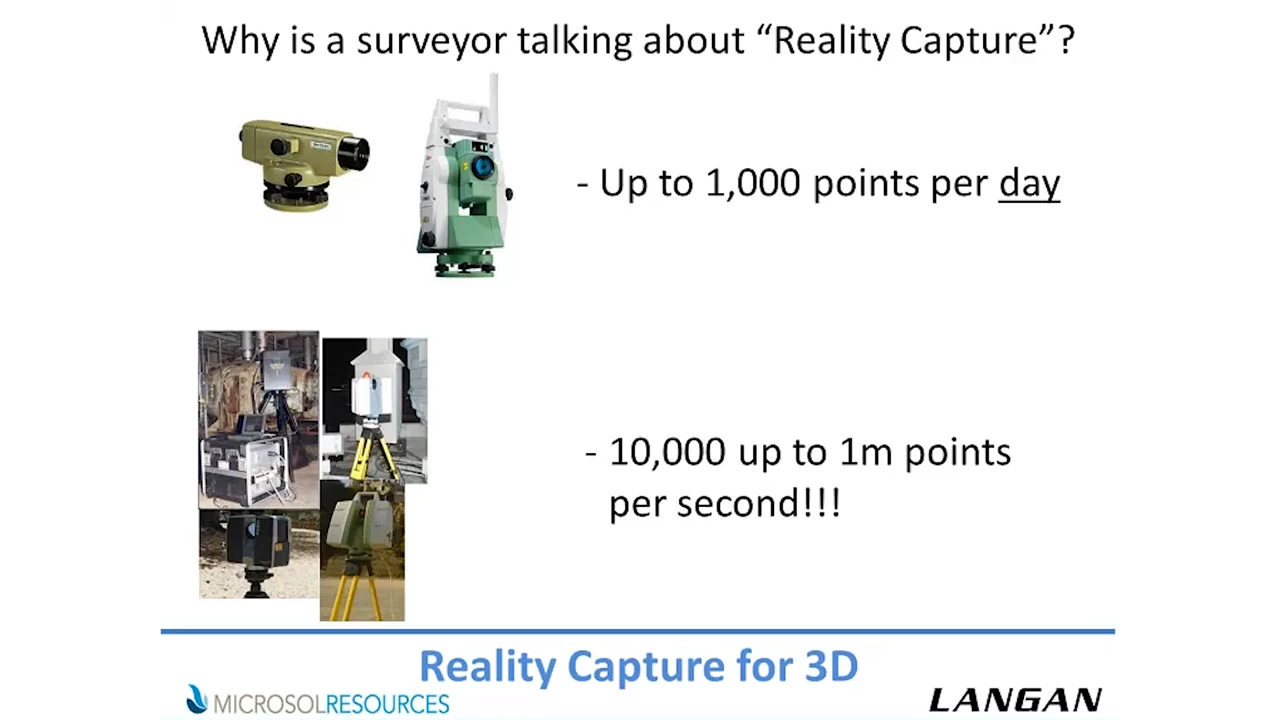 Why is a surveyor talking about “Reality Capture”?
- Up to 1,000 points per day
- 10,000 up to 1m points
per second!!!
Reality Capture for 3D
MICROSOLRESOURCES
LANGAN